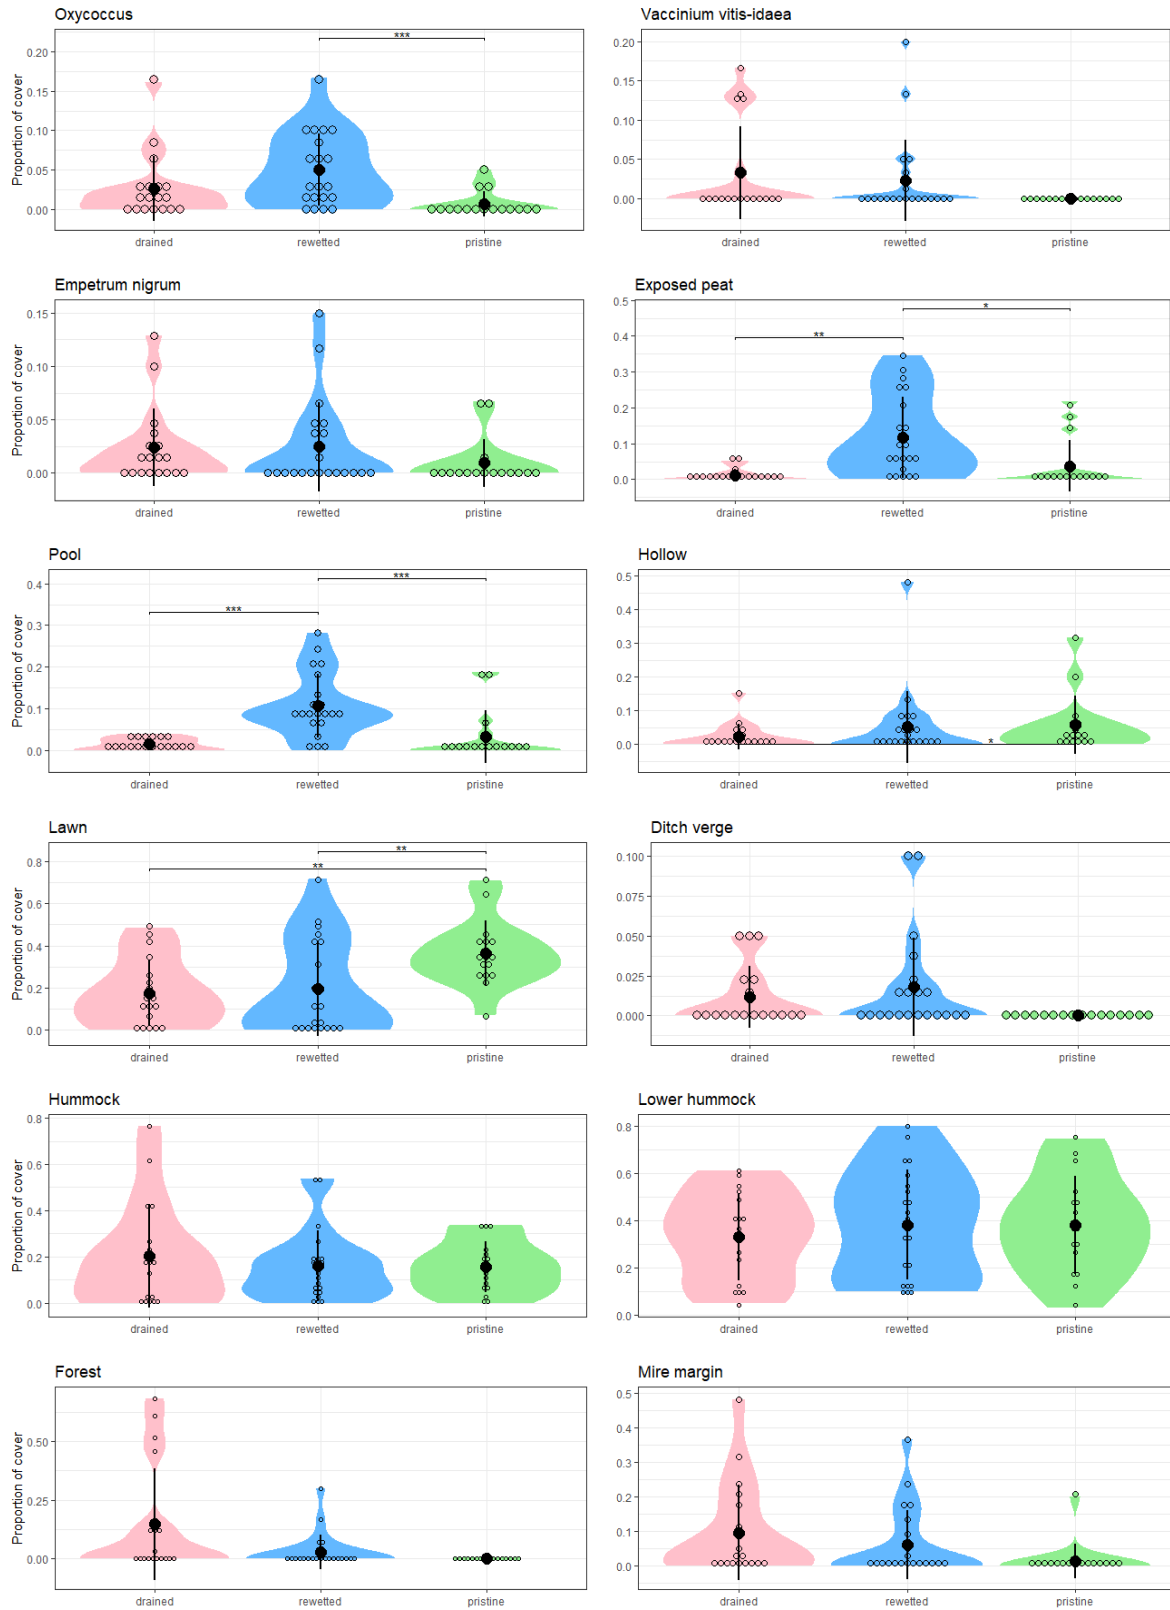 Oxycoccus
Proportion of cover
0.20
0.15
0.10
0.05
0.00
***
drained rewetted pristine
Vaccinium vitis-idaea
0.20
0.15
0.10
0.05
0.00
drained rewetted pristine
Empetrum nigrum
Proportion of cover
0.15
0.10
0.05
0.00
drained rewetted pristine
Exposed peat
0.5
0.4
0.3
0.2
0.1
0.0
**
*
drained rewetted pristine
Pool
Proportion of cover
0.4
0.3
0.2
0.1
0.0
***
***
drained rewetted pristine
Hollow
0.5
0.4
0.3
0.2
0.1
0.0
*
drained rewetted pristine
Lawn
Proportion of cover
0.8
0.6
0.4
0.2
0.0
**
**
drained rewetted pristine
Ditch verge
0.100
0.075
0.050
0.025
0.000
drained rewetted pristine
Hummock
Proportion of cover
0.8
0.6
0.4
0.2
0.0
drained rewetted pristine
Lower hummock
0.8
0.6
0.4
0.2
0.0
drained rewetted pristine
Forest
Proportion of cover
0.50
0.25
0.00
drained rewetted pristine
Mire margin
0.5
0.4
0.3
0.2
0.1
0.0
drained rewetted pristine